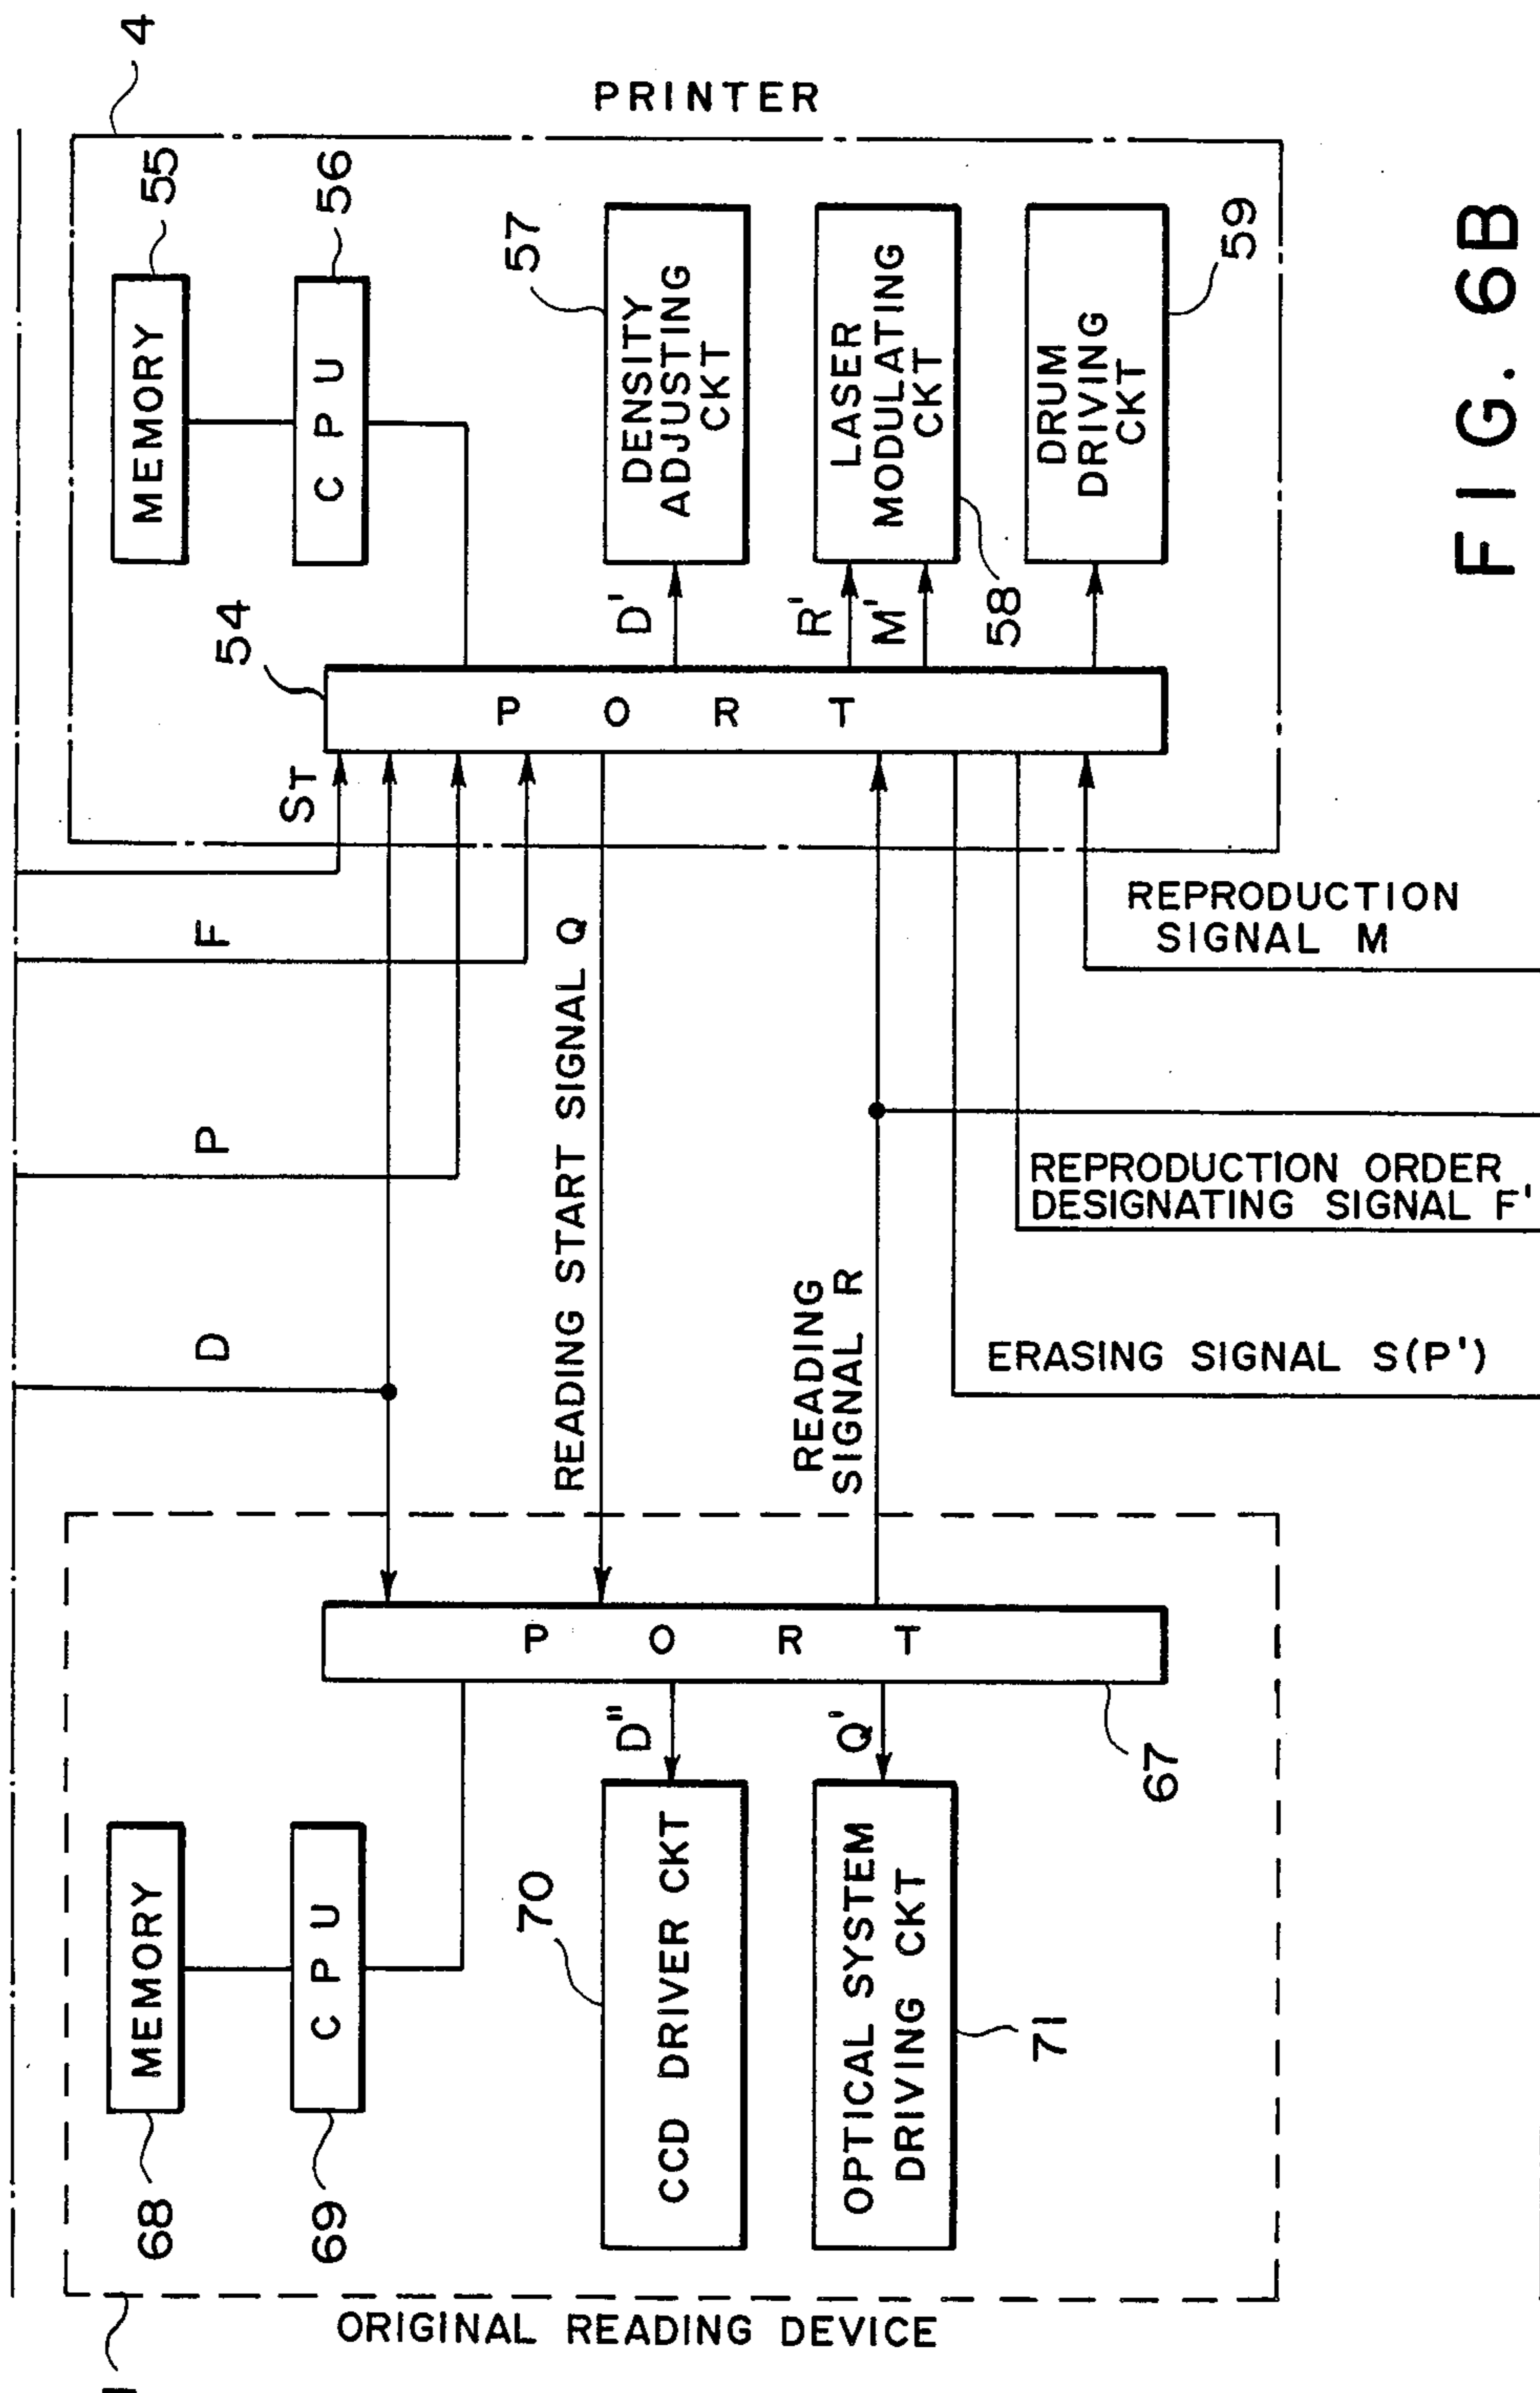 4
PRINTER
MEMORY
55
CPU
56
54
PORT
57
DENSITY
ADJUSTING
CKT
D'
LASER
MODULATING
CKT
R'
M'
58
DRUM
DRIVING
CKT
59
ST
F
P
D
READING START SIGNAL Q
READING
SIGNAL R
REPRODUCTION
SIGNAL M
REPRODUCTION ORDER
DESIGNATING SIGNAL F'
ERASING SIGNAL S(P')
1
ORIGINAL READING DEVICE
MEMORY
68
CPU
69
PORT
67
70
CCD DRIVER CKT
D"
OPTICAL SYSTEM
DRIVING CKT
Q'
71
FIG. 6B